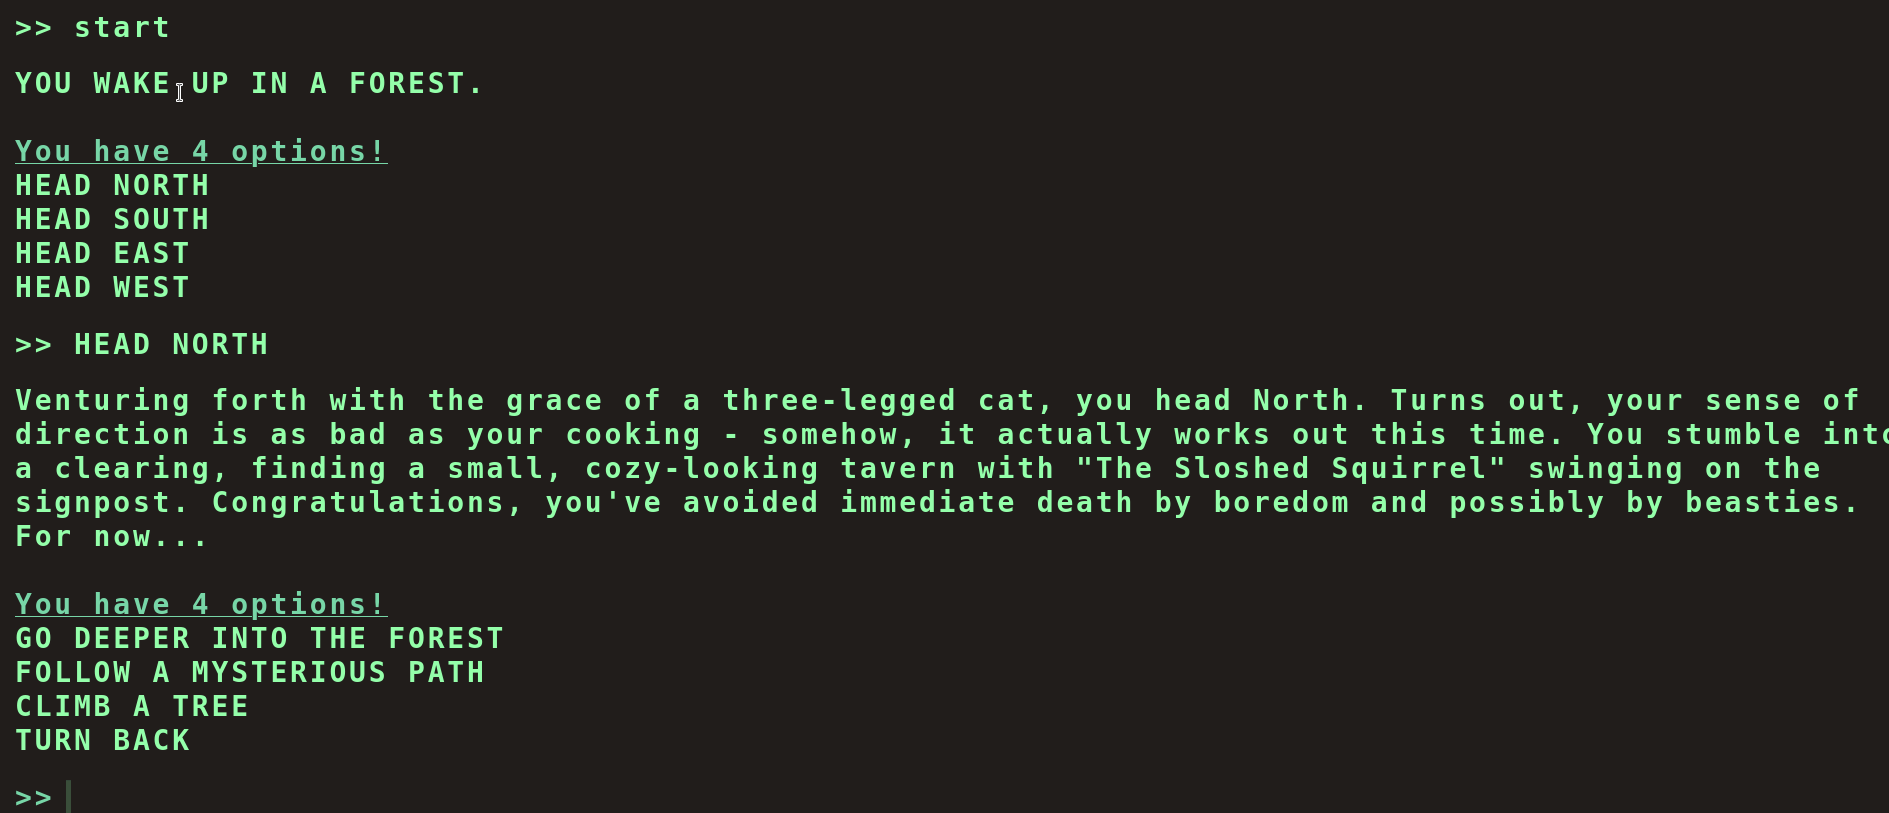 >> start
YOU WAKE UP IN A FOREST.
You have 4 options!
HEAD NORTH
HEAD SOUTH
HEAD EAST
HEAD WEST
>> HEAD NORTH
Venturing forth with the grace of a three-legged cat, you head North. Turns out, your sense of
direction is as bad as your cooking - somehow, it actually works out this time. You stumble into
a clearing, finding a small, cozy-looking tavern with "The Sloshed Squirrel" swinging on the
signpost. Congratulations, you've avoided immediate death by boredom and possibly by beasties.
For now...
You have 4 options!
GO DEEPER INTO THE FOREST
FOLLOW A MYSTERIOUS PATH
CLIMB A TREE
TURN BACK
>>